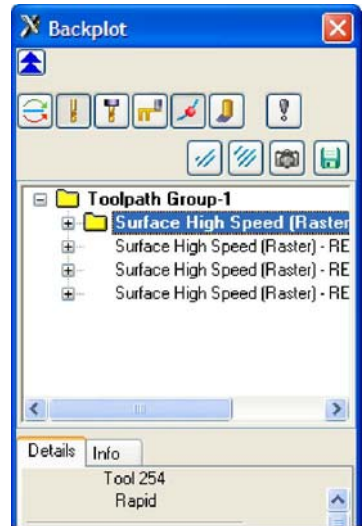 Backplot
Toolpath Group-1
Surface High Speed (Raster
Surface High Speed (Raster) - RE
Surface High Speed (Raster) - RE
Surface High Speed (Raster) - RE
Details Info
Tool 254
Rapid